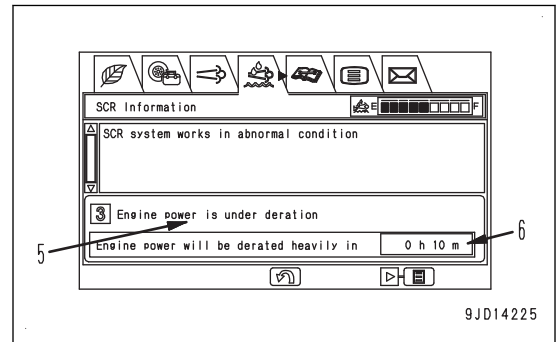 SCR Information
E F
SCR system works in abnormal condition
3 Engine power is under deration
Engine power will be derated heavily in 0 h 10 m
5
6
9JD14225